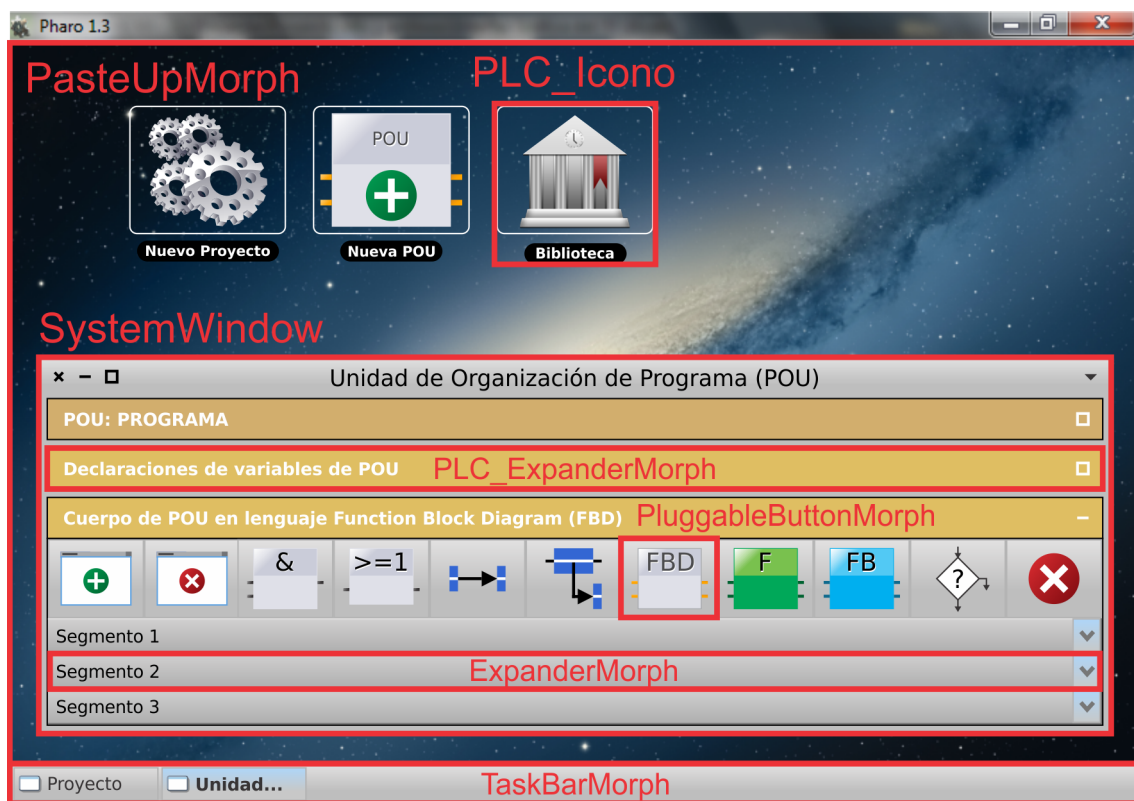 Pharo 1.3
PasteUpMorph
PLC_Icono
POU
Nuevo Proyecto
Nueva POU
Biblioteca
SystemWindow
Unidad de Organización de Programa (POU)
POU: PROGRAMA
Declaraciones de variables de POU PLC_ExpanderMorph
Cuerpo de POU en lenguaje Function Block Diagram (FBD) PluggableButtonMorph
& >=1 FBD F FB ?
Segmento 1
Segmento 2 ExpanderMorph
Segmento 3
Proyecto Unidad... TaskBarMorph